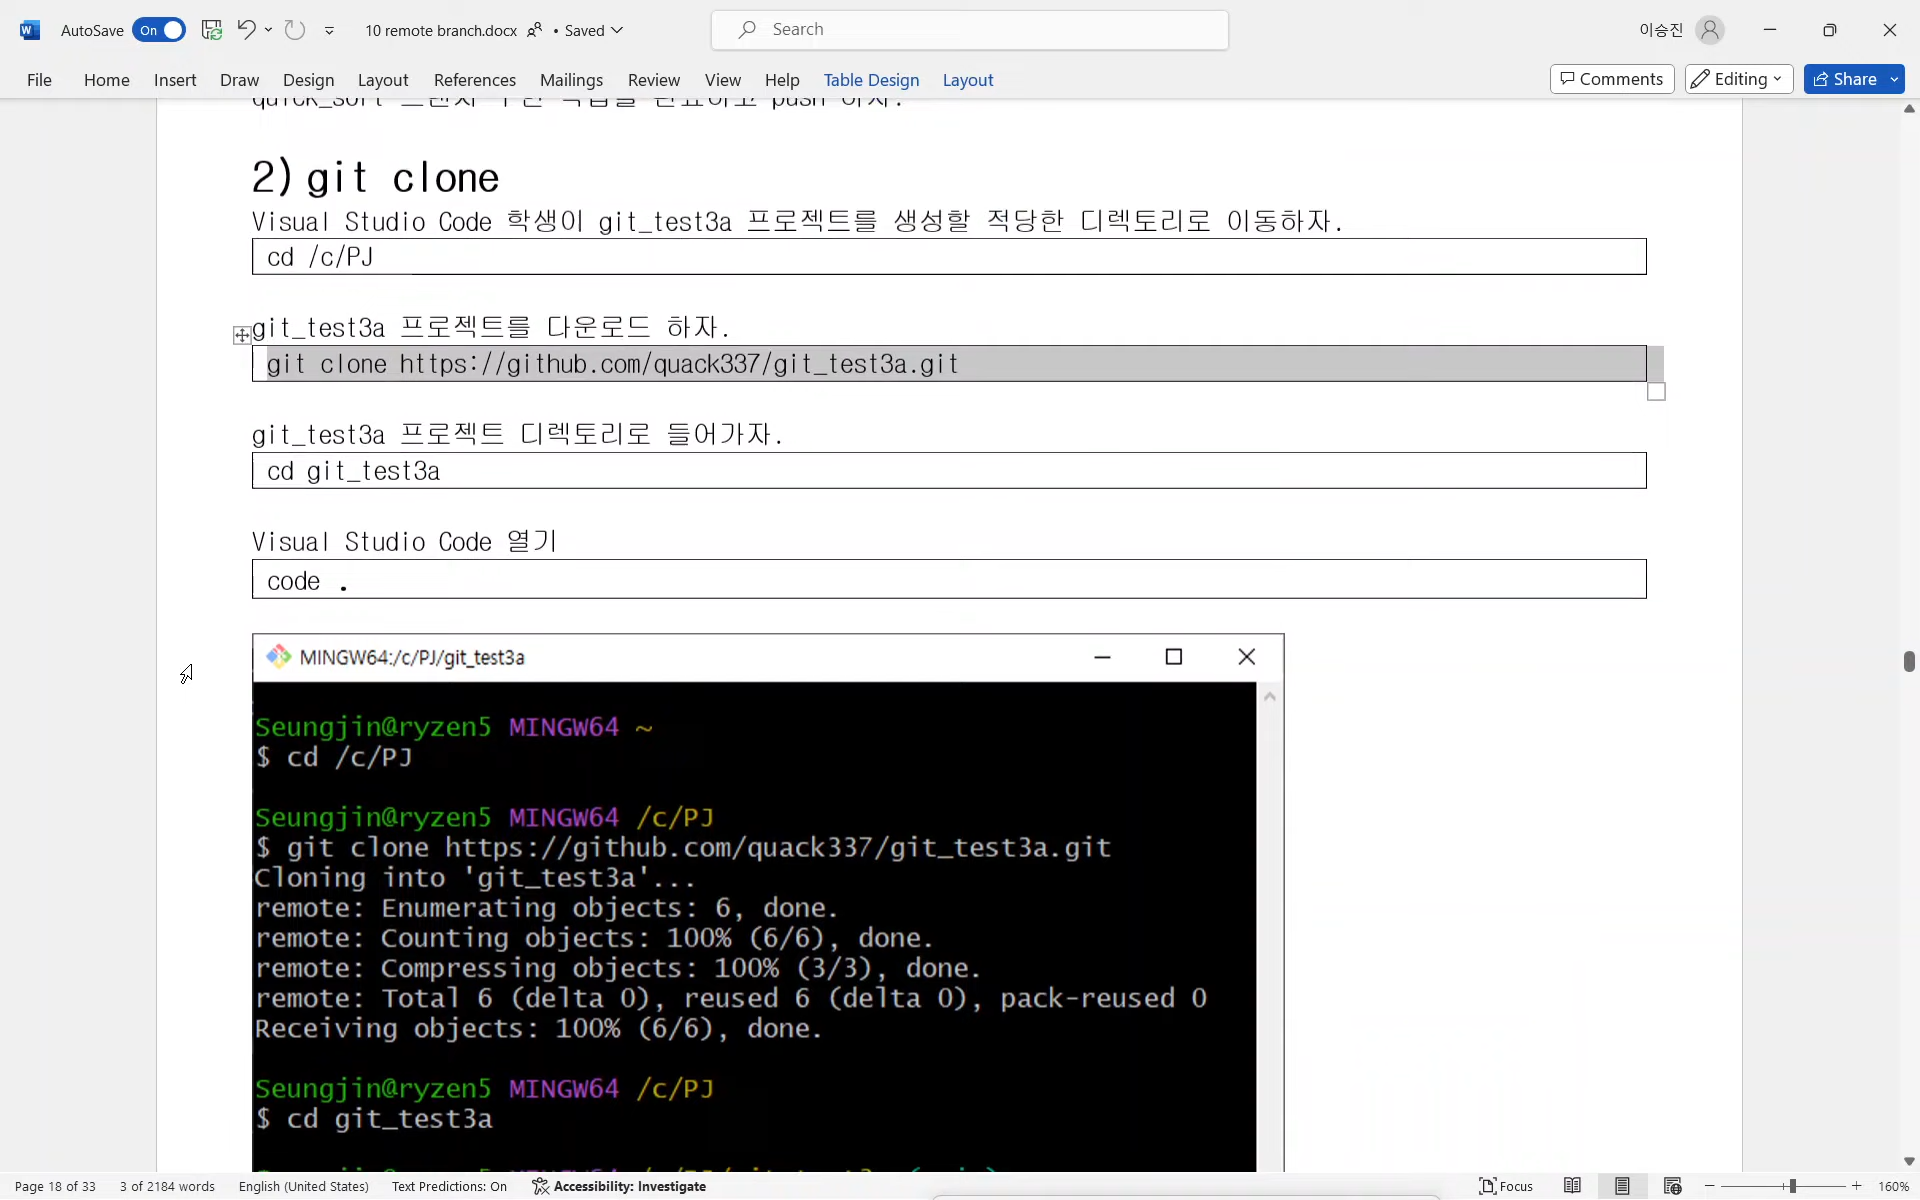 AutoSave On 10 remote branch.docx • Saved Search 이승진
File Home Insert Draw Design Layout References Mailings Review View Help Table Design Layout Comments Editing Share
2) git clone
Visual Studio Code 학생이 git_test3a 프로젝트를 생성할 적당한 디렉토리로 이동하자.
cd /c/PJ
git_test3a 프로젝트를 다운로드 하자.
git clone https://github.com/quack337/git_test3a.git
git_test3a 프로젝트 디렉토리로 들어가자.
cd git_test3a
Visual Studio Code 열기
code .
MINGW64:/c/PJ/git_test3a
Seungjin@ryzen5 MINGW64 ~
$ cd /c/PJ
Seungjin@ryzen5 MINGW64 /c/PJ
$ git clone https://github.com/quack337/git_test3a.git
Cloning into 'git_test3a'...
remote: Enumerating objects: 6, done.
remote: Counting objects: 100% (6/6), done.
remote: Compressing objects: 100% (3/3), done.
remote: Total 6 (delta 0), reused 6 (delta 0), pack-reused 0
Receiving objects: 100% (6/6), done.
Seungjin@ryzen5 MINGW64 /c/PJ
$ cd git_test3a
Page 18 of 33 3 of 2184 words English (United States) Text Predictions: On Accessibility: Investigate Focus 160%